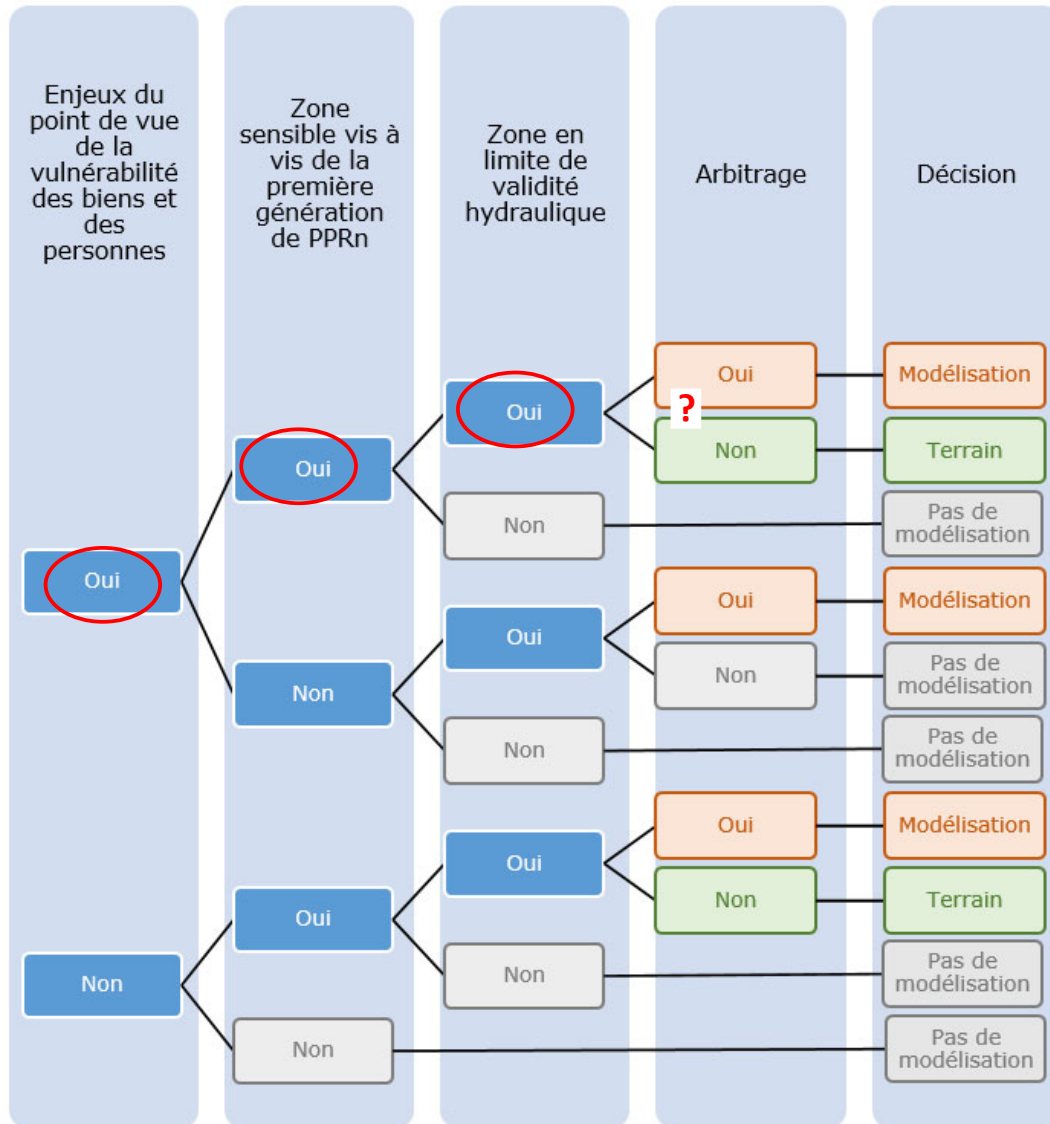 Enjeux du
point de vue
de la
vulnérabilité
des biens et
des
personnes
Zone
sensible vis à
vis de la
première
génération
de PPRn
Zone en
limite de
validité
hydraulique
Arbitrage
Décision
Oui
Modélisation
Oui
?
Oui
Non
Terrain
Non
Pas de
modélisation
Oui
Oui
Modélisation
Oui
Non
Pas de
modélisation
Non
Non
Pas de
modélisation
Oui
Modélisation
Oui
Non
Terrain
Oui
Non
Pas de
modélisation
Non
Non
Pas de
modélisation